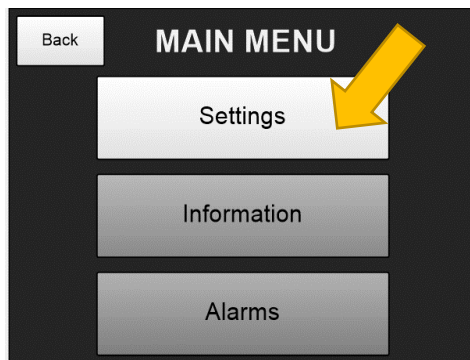 Back
MAIN MENU
Settings
Information
Alarms